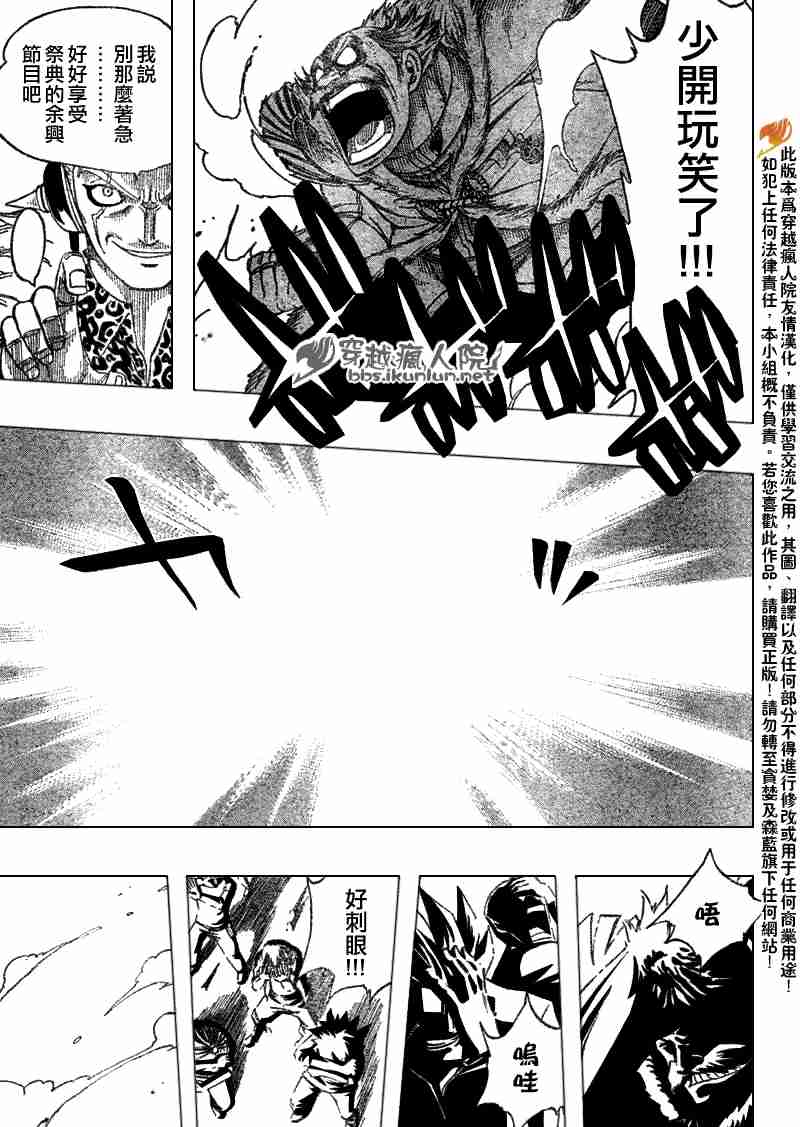 少開玩笑了!!!
我説
別那麼著急
…………
好好享受
祭典的余興
節目吧
穿越瘋人院
bbs.ikunlun.net
カッ
唔
嗚哇
好刺眼!!!
此版本爲穿越瘋人院友情漢化，僅供學習交流之用，其圖、翻譯以及任何部分不得進行修改或用于任何商業用途！
如犯上任何法律責任，本小組概不負責。若您喜歡此作品，請購買正版！請勿轉至貪婪及森藍旗下任何網站！